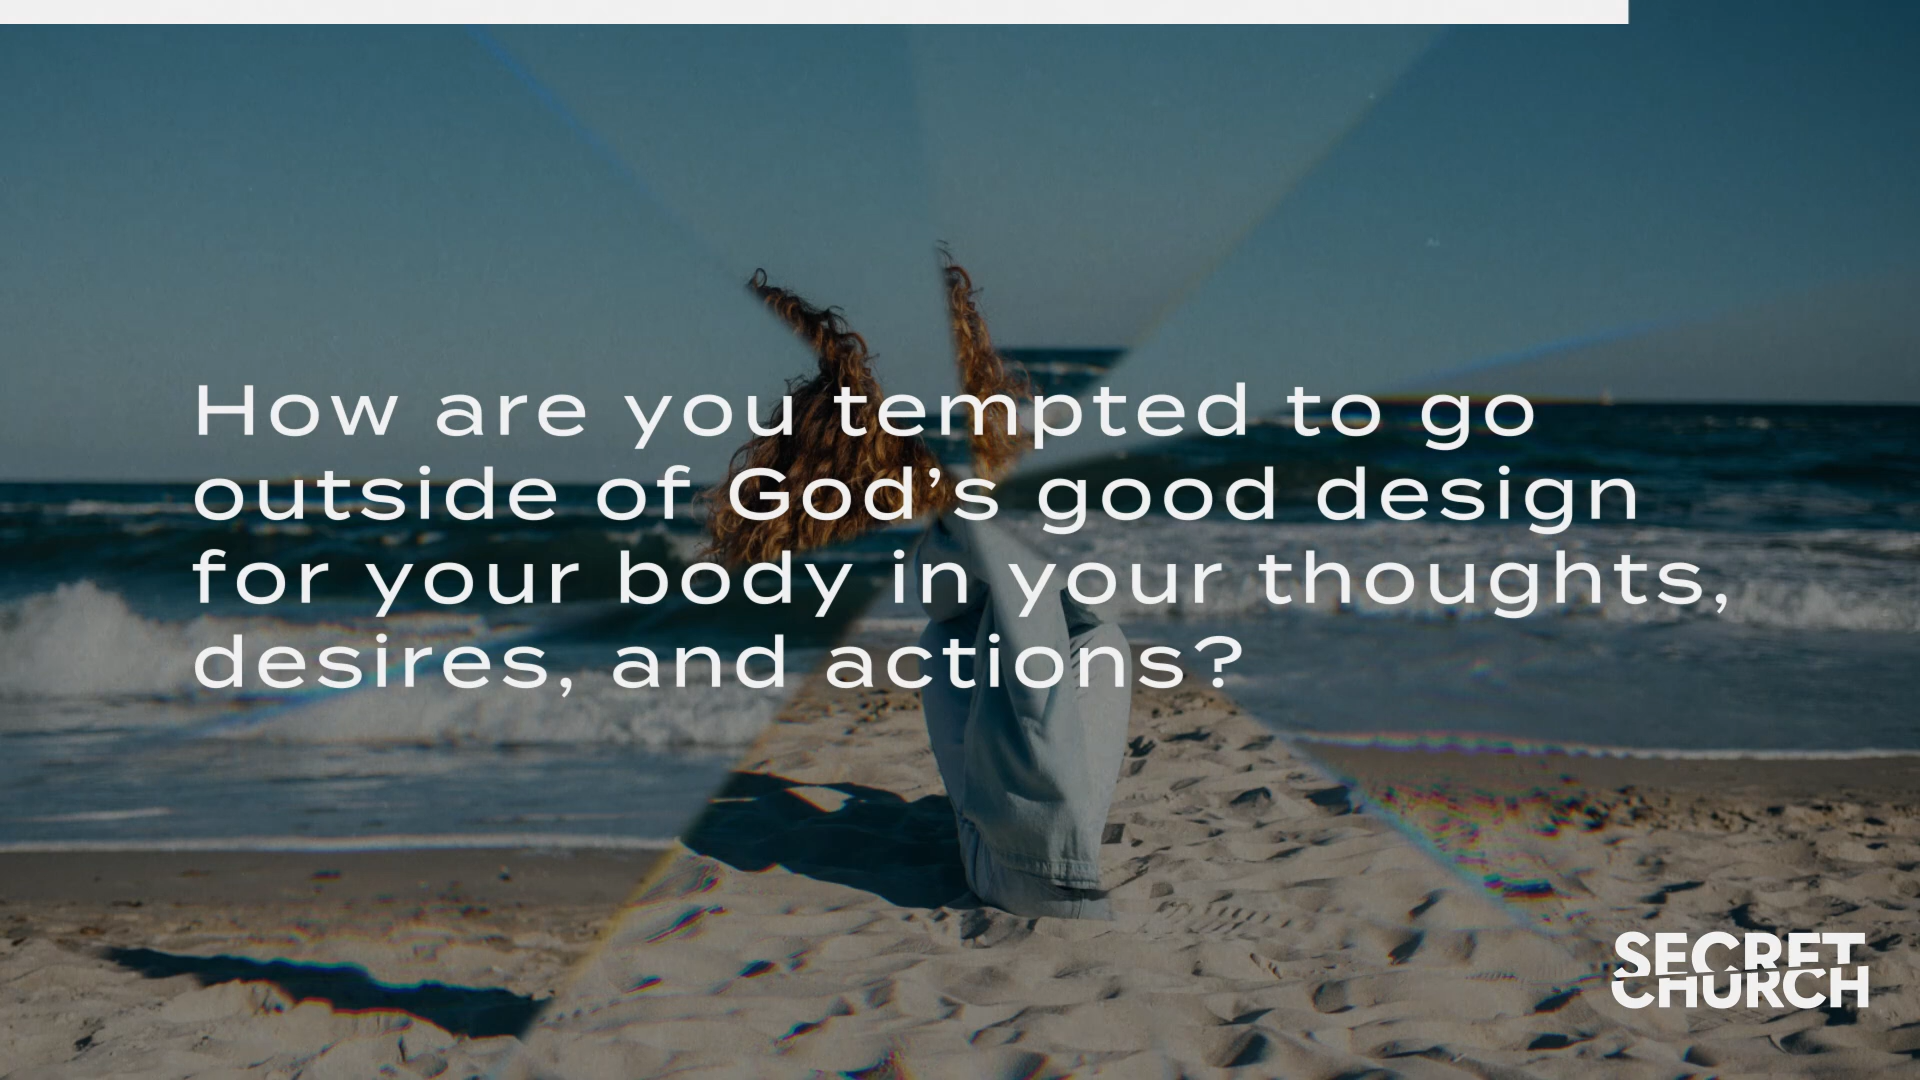 How are you tempted to go
outside of God’s good design
for your body in your thoughts,
desires, and actions?
SECRET
CHURCH